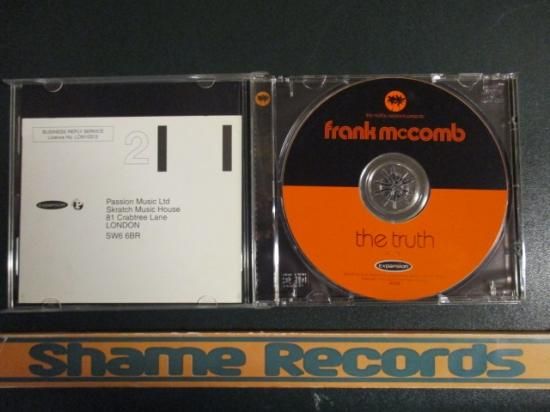 BUSINESS REPLY SERVICE
2
expansion
Passion Music Ltd
Skratch Music House
81 Crabtree Lane
LONDON
SW6 6BR
frank mccomb
the truth
expansion
Shame Records